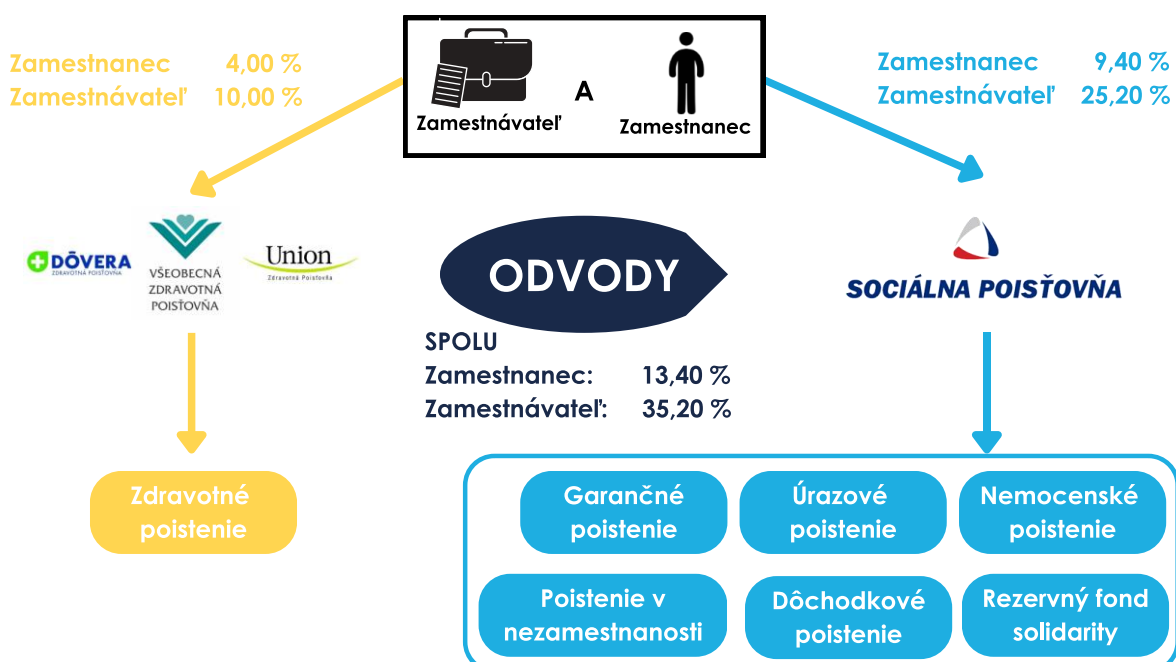 Zamestnanec 4,00 %
Zamestnávateľ 10,00 %
Zamestnávateľ
A
Zamestnanec
Zamestnanec 9,40 %
Zamestnávateľ 25,20 %
DÔVERA
ZDRAVOTNÁ POISŤOVŇA
VŠEOBECNÁ
ZDRAVOTNÁ
POISŤOVŇA
Union
Zdravotná Poisťovňa
ODVODY
SOCIÁLNA POISŤOVŇA
SPOLU
Zamestnanec: 13,40 %
Zamestnávateľ: 35,20 %
Zdravotné
poistenie
Garančné
poistenie
Úrazové
poistenie
Nemocenské
poistenie
Poistenie v
nezamestnanosti
Dôchodkové
poistenie
Rezervný fond
solidarity